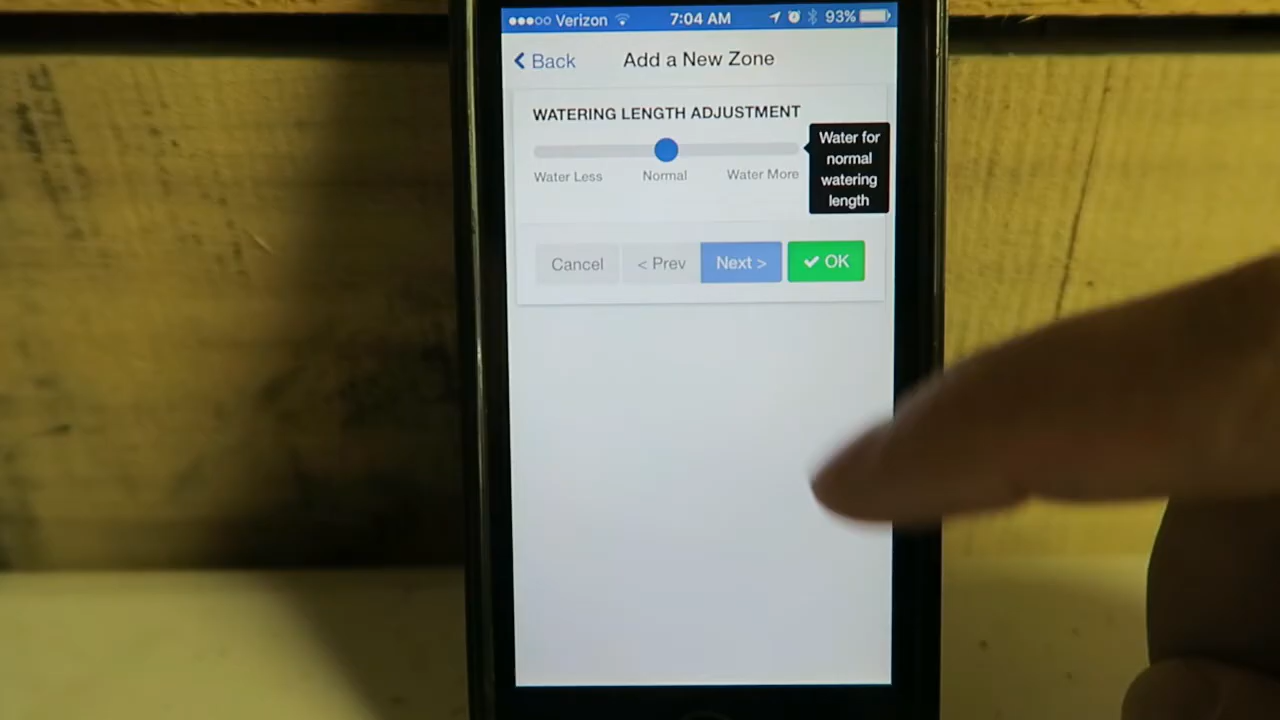 Verizon 7:04 AM 93%
Back Add a New Zone
WATERING LENGTH ADJUSTMENT
Water Less Normal Water More
Water for
normal
watering
length
Cancel < Prev Next > OK